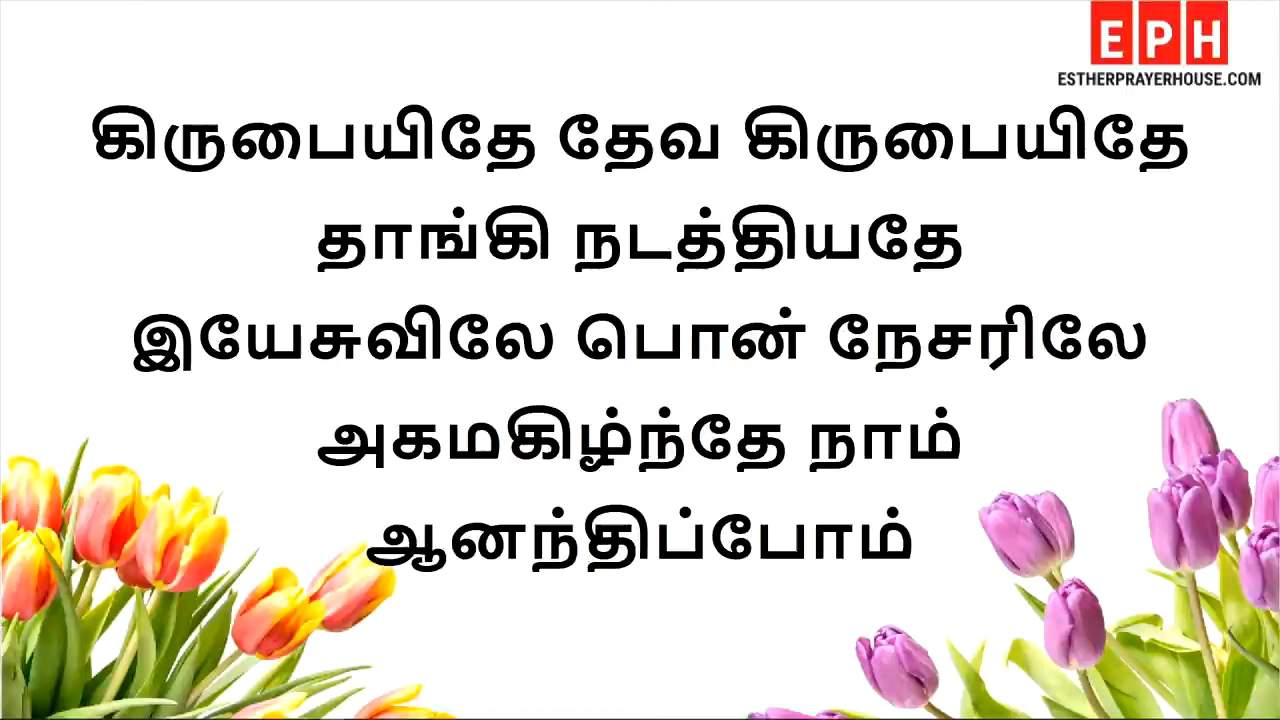 EPH
ESTHERPRAYERHOUSE.COM
கிருபையிதே தேவ கிருபையிதே
தாங்கி நடத்தியதே
இயேசுவிலே பொன் நேசரிலே
அகமகிழ்ந்தே நாம்
ஆனந்திப்போம்